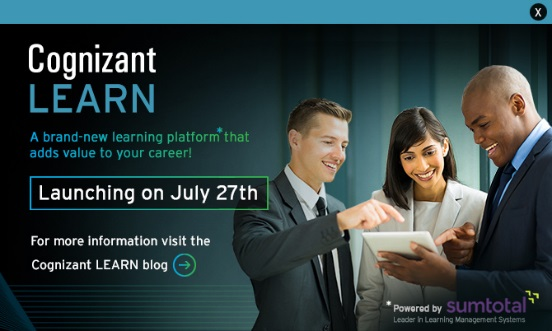 X
Cognizant
LEARN
A brand-new learning platform* that
adds value to your career!
Launching on July 27th
For more information visit the
Cognizant LEARN blog
* Powered by sumtotal
Leader In Learning Management Systems